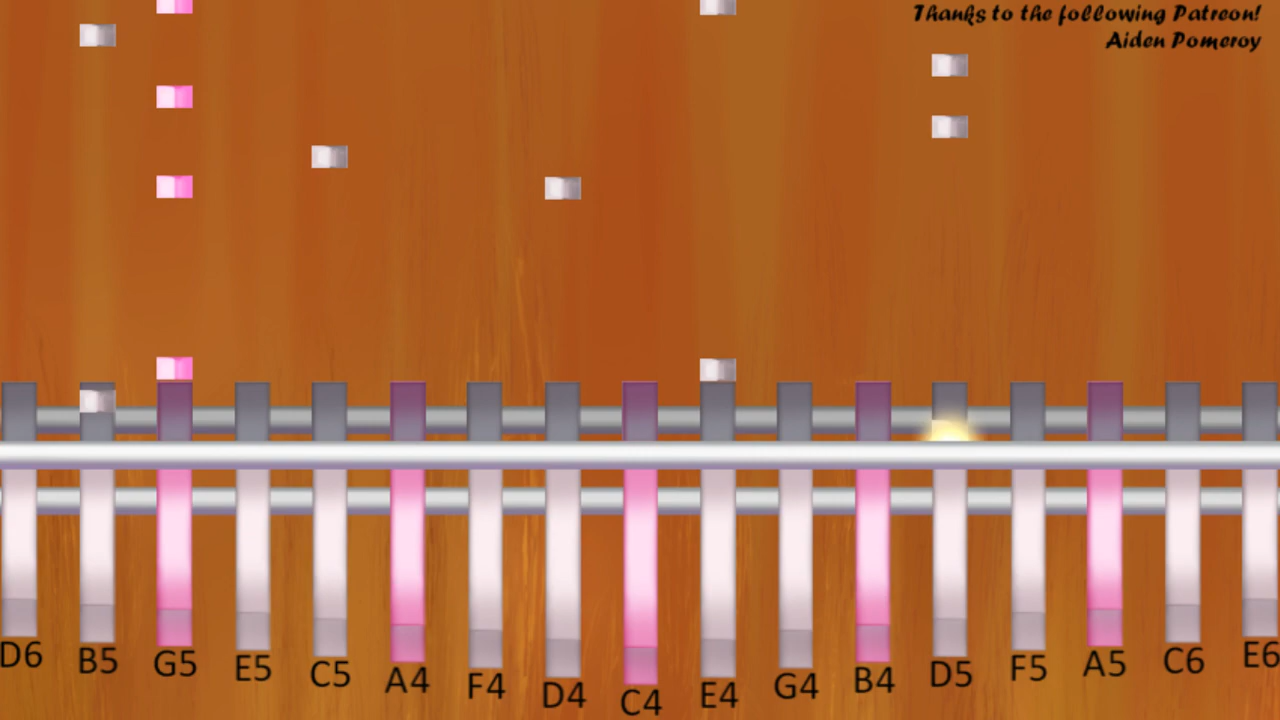 Thanks to the following Patreon!
Aiden Pomeroy
D6 B5 G5 E5 C5 A4 F4 D4 C4 E4 G4 B4 D5 F5 A5 C6 E6